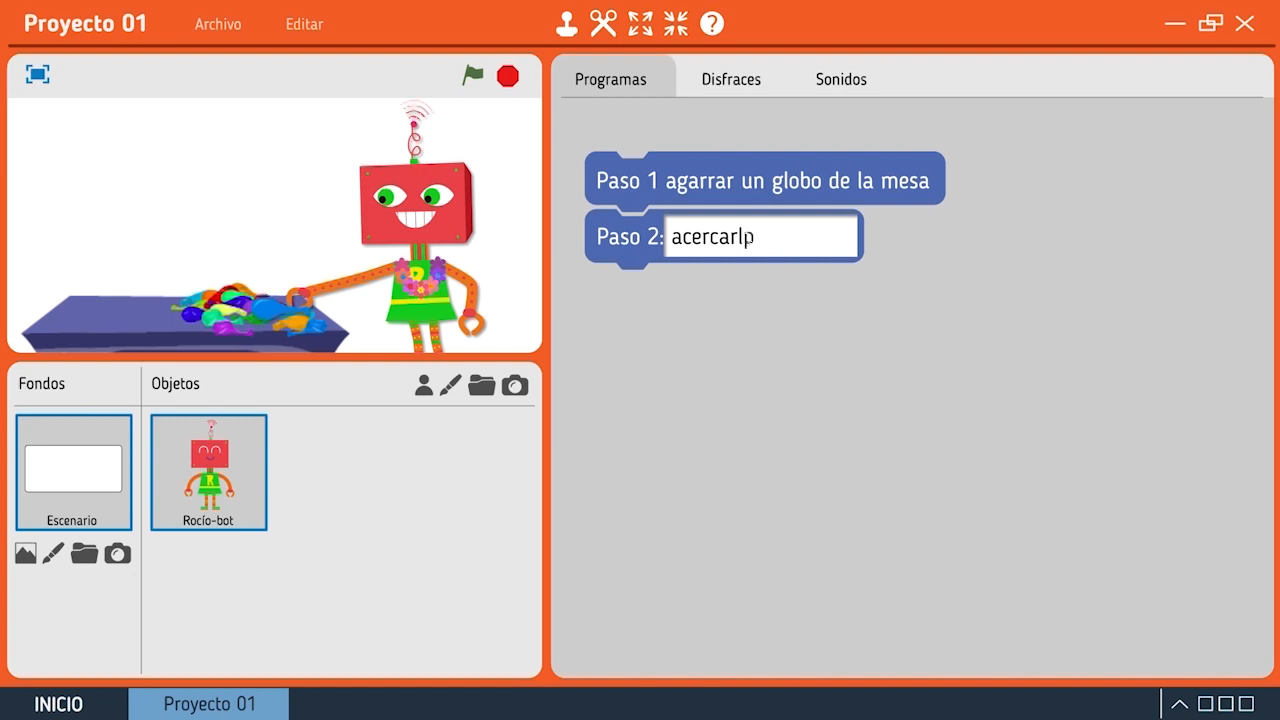 Proyecto 01 Archivo Editar
Programas Disfraces Sonidos
Paso 1 agarrar un globo de la mesa
Paso 2: acercarlo
Fondos Objetos
Escenario Rocío-bot
INICIO Proyecto 01